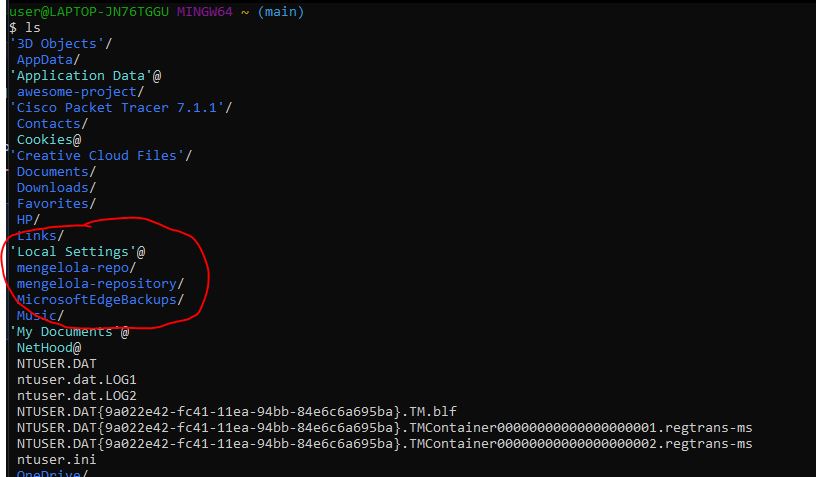 user@LAPTOP-JN76TGGU MINGW64 ~ (main)
$ ls
'3D Objects'/
AppData/
'Application Data'@
awesome-project/
'Cisco Packet Tracer 7.1.1'/
Contacts/
Cookies@
'Creative Cloud Files'/
Documents/
Downloads/
Favorites/
HP/
Links/
'Local Settings'@
mengelola-repo/
mengelola-repository/
MicrosoftEdgeBackups/
Music/
'My Documents'@
NetHood@
NTUSER.DAT
ntuser.dat.LOG1
ntuser.dat.LOG2
NTUSER.DAT{9a022e42-fc41-11ea-94bb-84e6c6a695ba}.TM.blf
NTUSER.DAT{9a022e42-fc41-11ea-94bb-84e6c6a695ba}.TMContainer00000000000000000001.regtrans-ms
NTUSER.DAT{9a022e42-fc41-11ea-94bb-84e6c6a695ba}.TMContainer00000000000000000002.regtrans-ms
ntuser.ini
OneDrive/